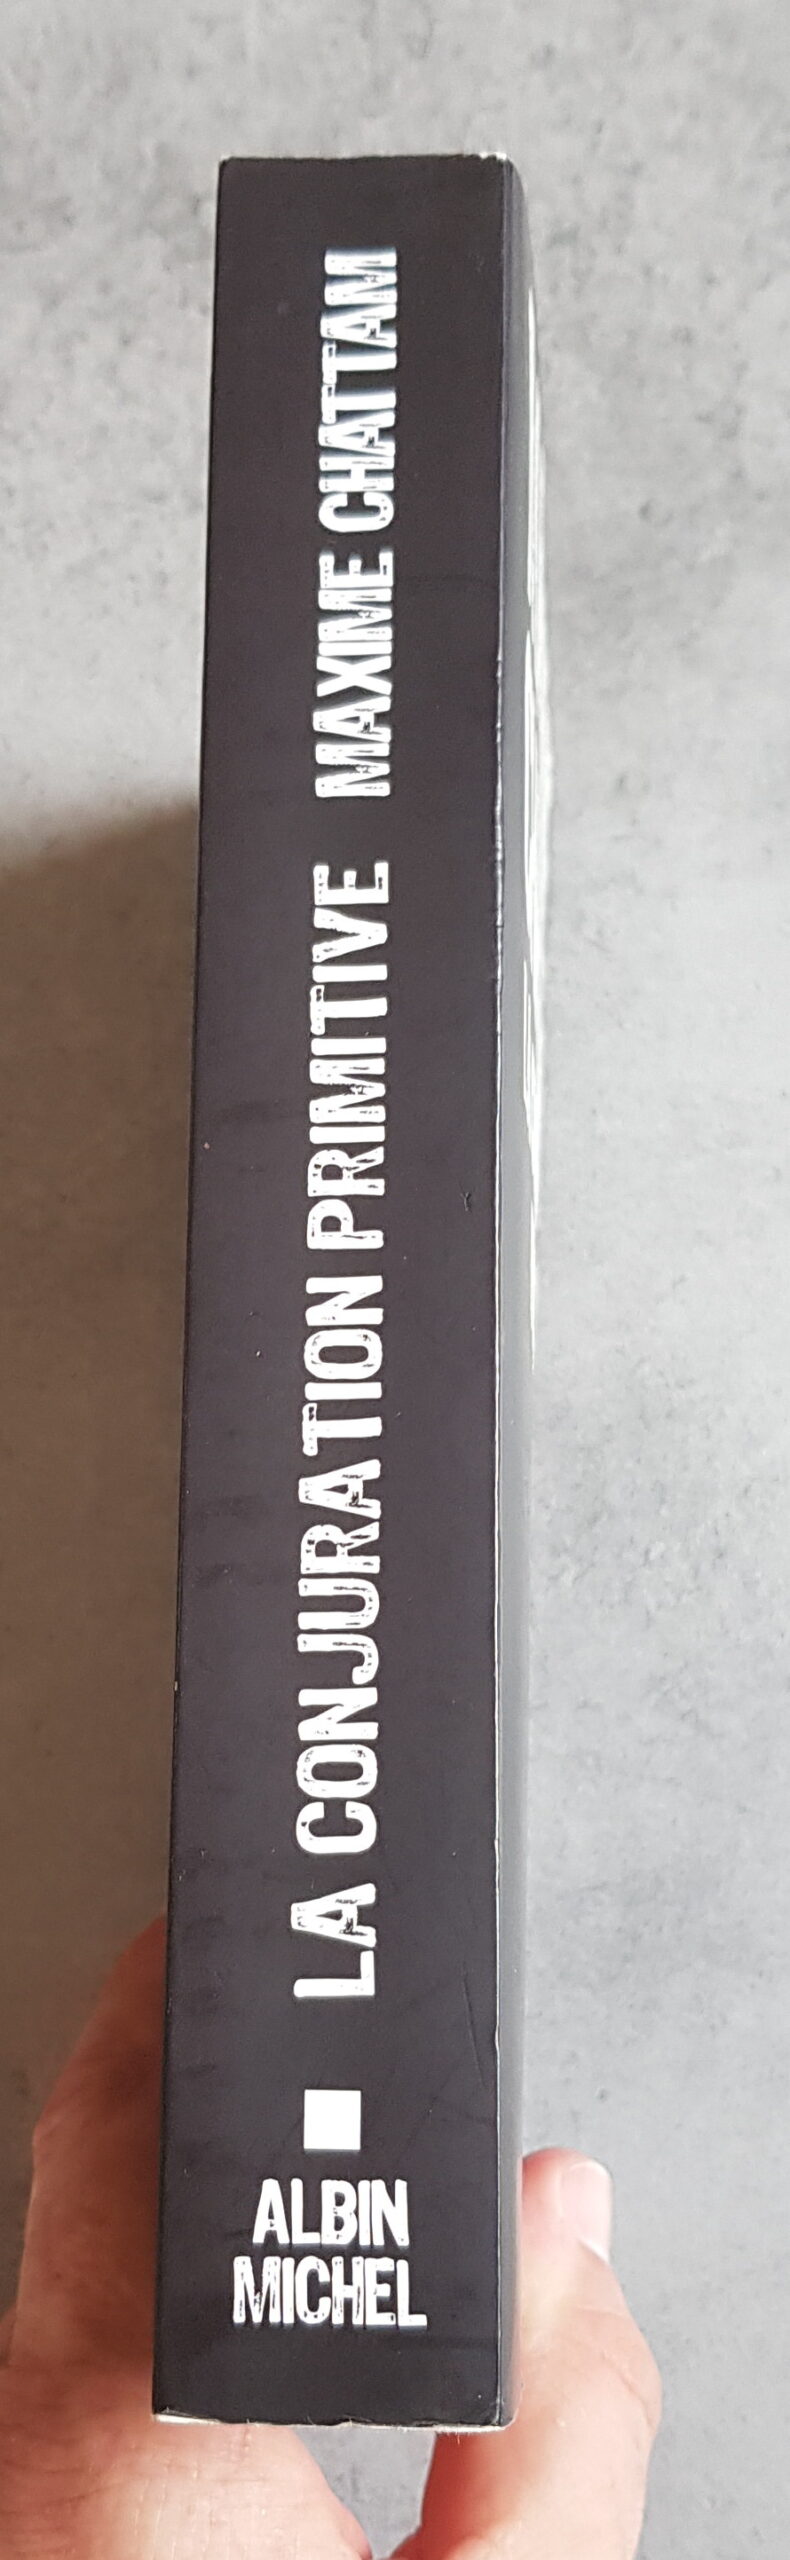 LA CONJURATION PRIMITIVE MAXIME CHATTAM
ALBIN
MICHEL